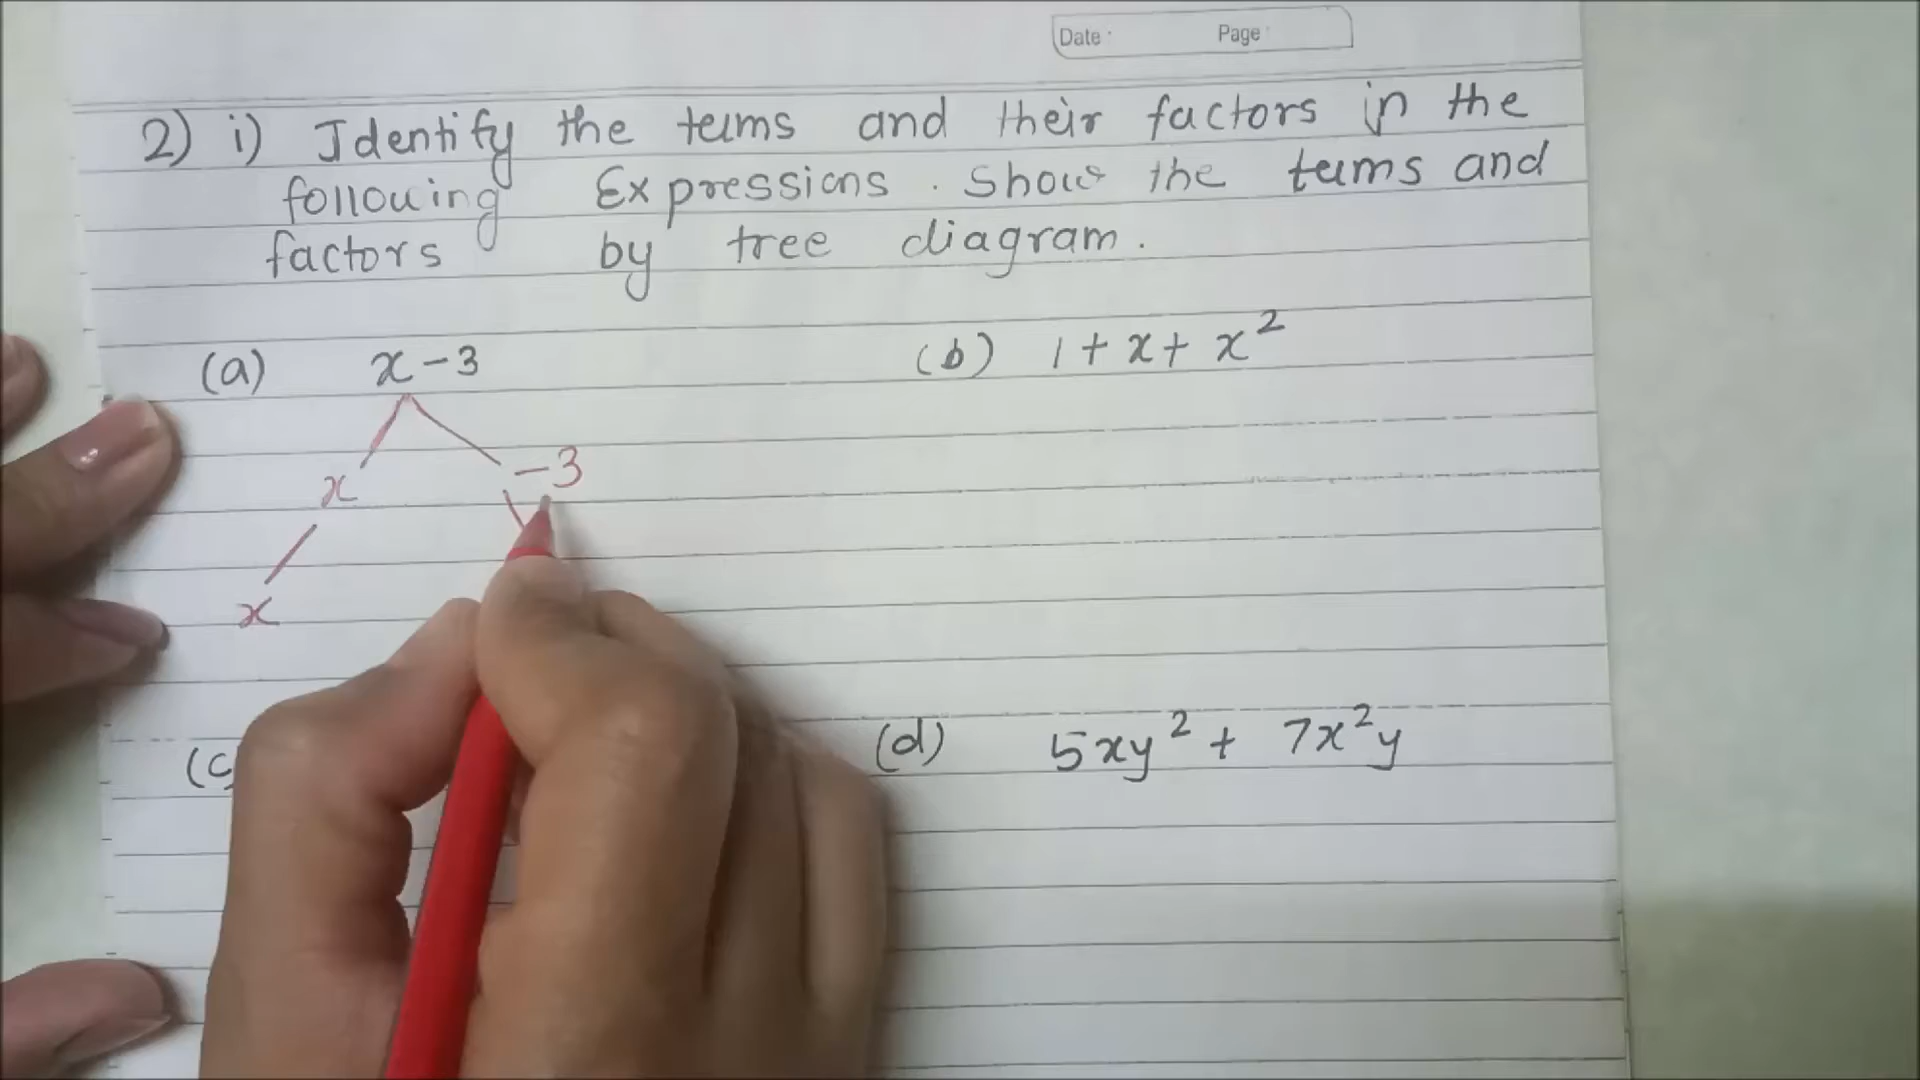 Date : Page :
2) i) Identify the terms and their factors in the
following Expressions. Show the terms and
factors by tree diagram.
(a) x - 3 (b) 1 + x + x²
x -3
x
(c) (d) 5xy² + 7x²y